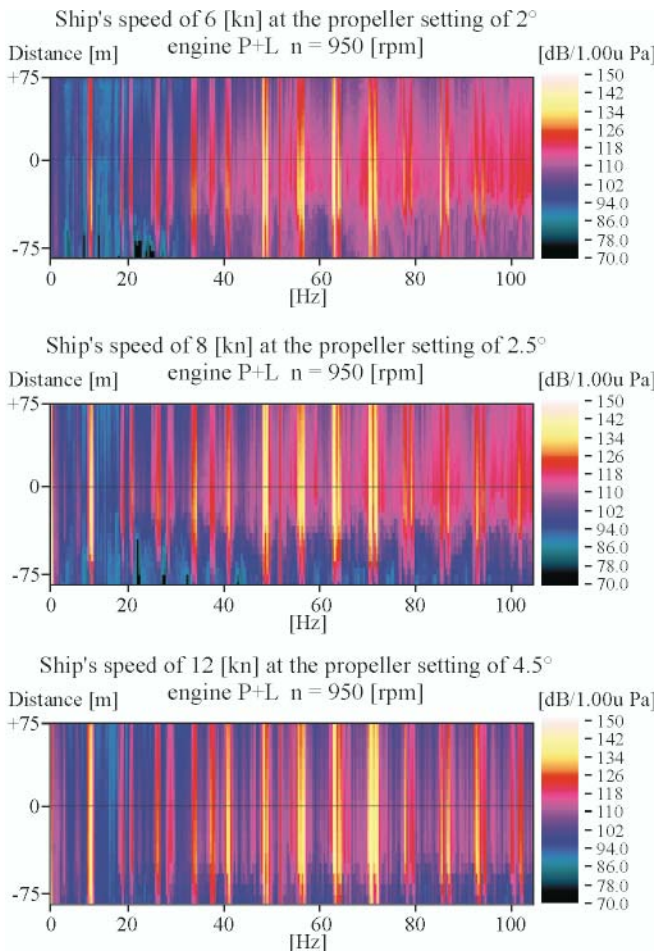 Ship's speed of 6 [kn] at the propeller setting of 2°
engine P+L n = 950 [rpm]
Distance [m]
[dB/1.00u Pa]
+75
0
-75
0 20 40 60 80 100
[Hz]
150
142
134
126
118
110
102
94.0
86.0
78.0
70.0
Ship's speed of 8 [kn] at the propeller setting of 2.5°
engine P+L n = 950 [rpm]
Distance [m]
[dB/1.00u Pa]
+75
0
-75
0 20 40 60 80 100
[Hz]
150
142
134
126
118
110
102
94.0
86.0
78.0
70.0
Ship's speed of 12 [kn] at the propeller setting of 4.5°
engine P+L n = 950 [rpm]
Distance [m]
[dB/1.00u Pa]
+75
0
-75
0 20 40 60 80 100
[Hz]
150
142
134
126
118
110
102
94.0
86.0
78.0
70.0